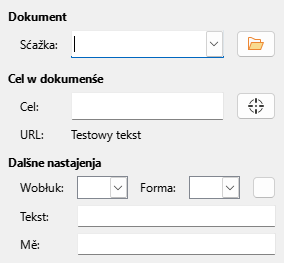 Dokument
Sćažka:
Cel w dokumenśe
Cel:
URL: Testowy tekst
Dalšne nastajenja
Wobłuk: Forma:
Tekst:
Mě: